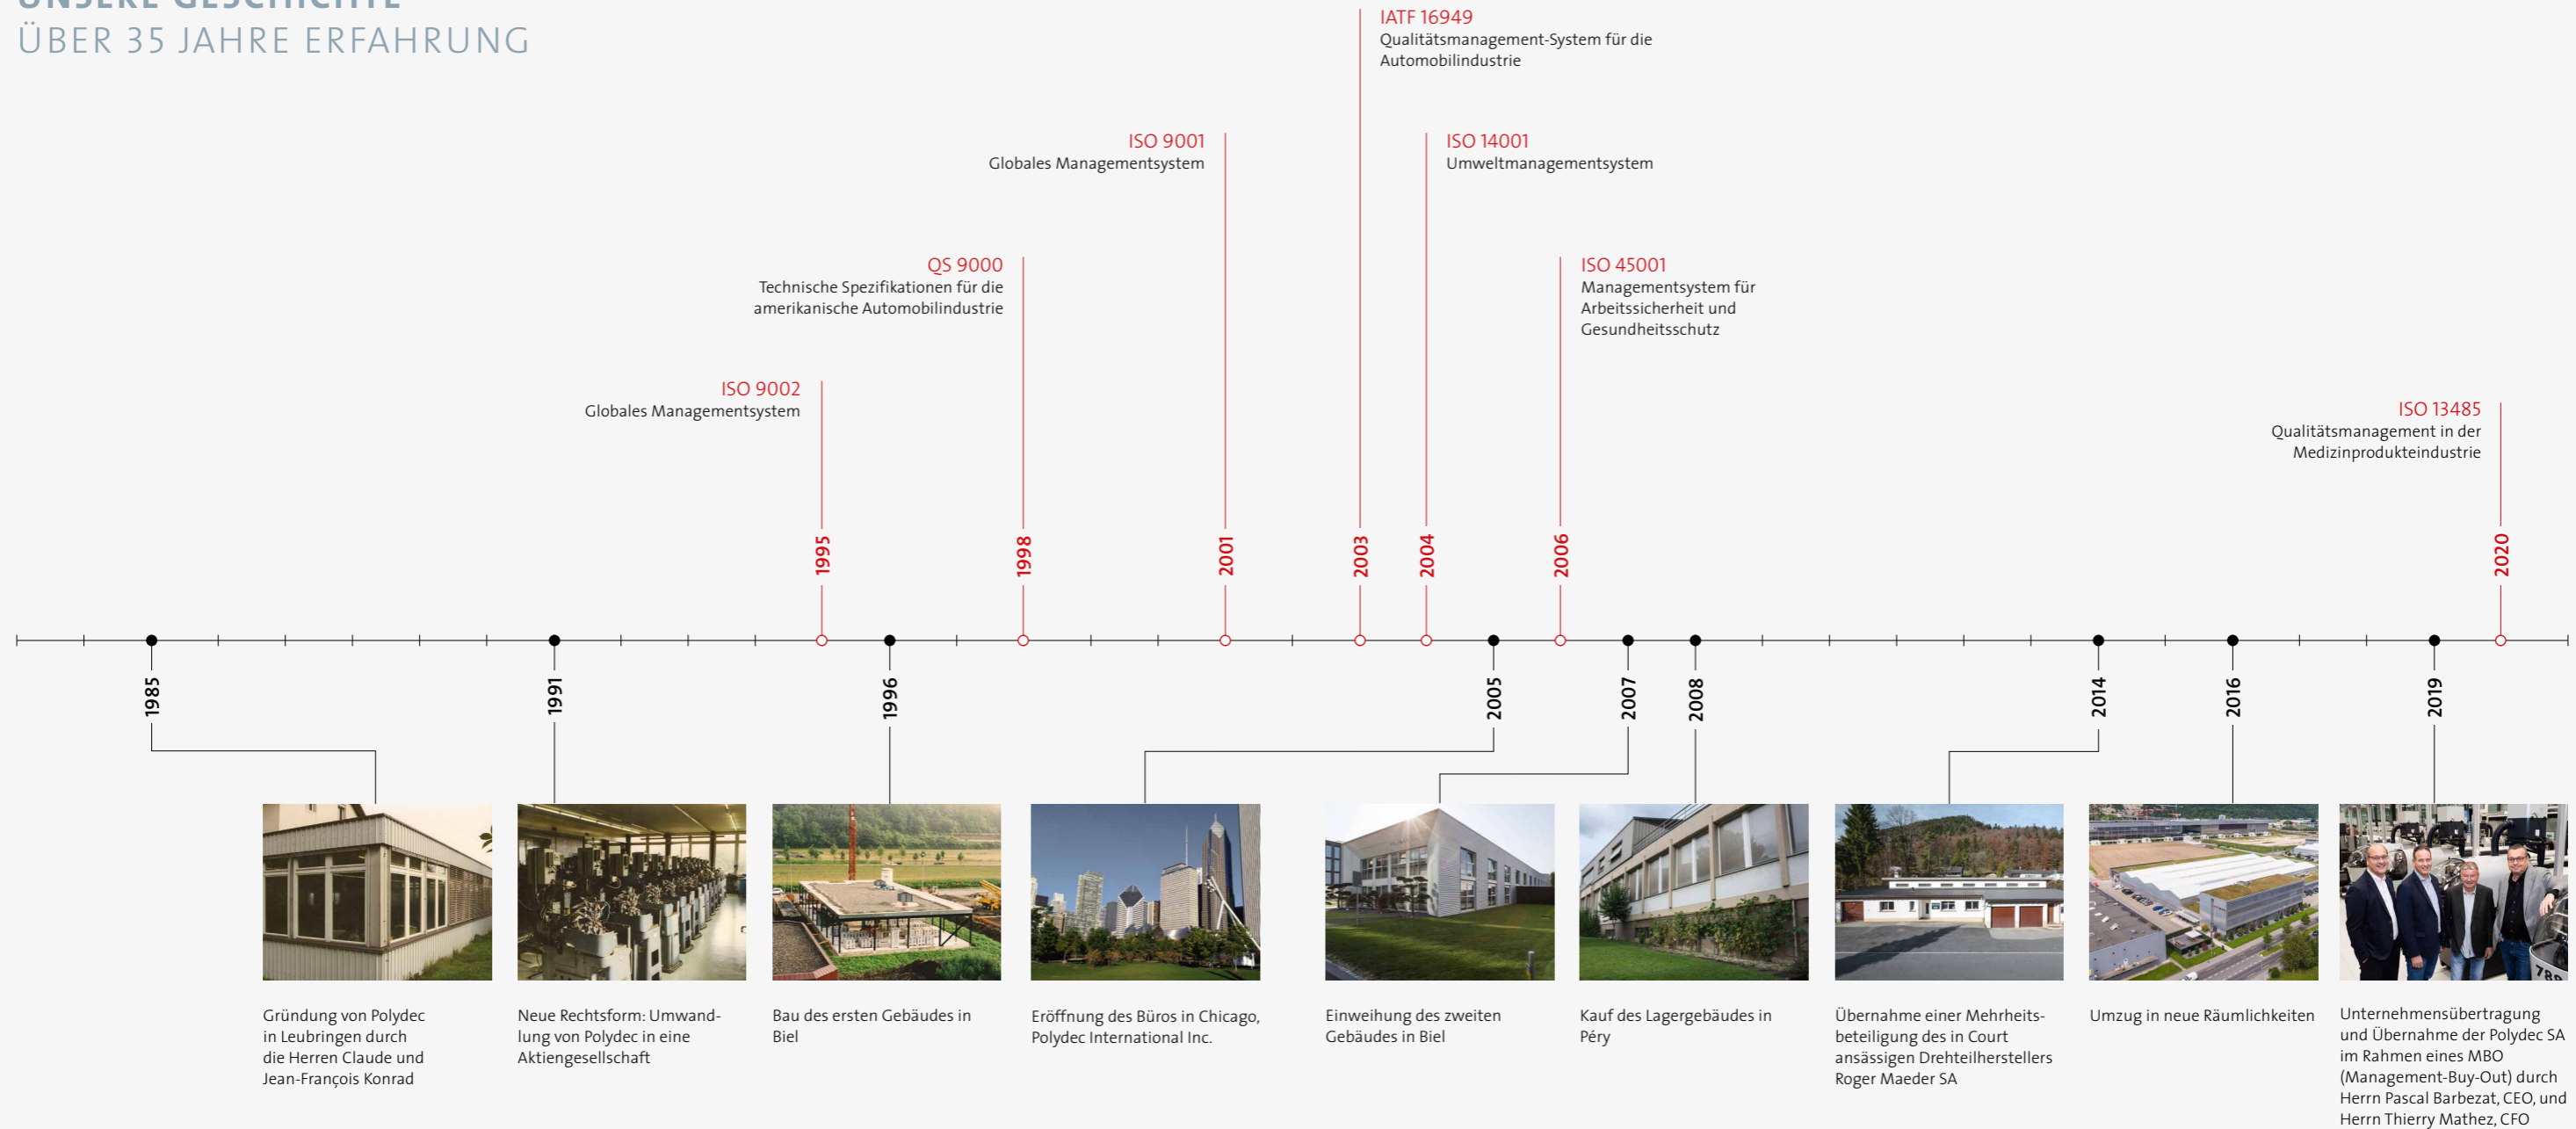 UNSERE GESCHICHTE
ÜBER 35 JAHRE ERFAHRUNG
IATF 16949
Qualitätsmanagement-System für die
Automobilindustrie
ISO 9001
Globales Managementsystem
ISO 14001
Umweltmanagementsystem
QS 9000
Technische Spezifikationen für die
amerikanische Automobilindustrie
ISO 45001
Managementsystem für
Arbeitssicherheit und
Gesundheitsschutz
ISO 9002
Globales Managementsystem
ISO 13485
Qualitätsmanagement in der
Medizinprodukteindustrie
1995
1998
2001
2003
2004
2006
2020
1985
1991
1996
2005
2007
2008
2014
2016
2019
Gründung von Polydec
in Leubringen durch
die Herren Claude und
Jean-François Konrad
Neue Rechtsform: Umwand-
lung von Polydec in eine
Aktiengesellschaft
Bau des ersten Gebäudes in
Biel
Eröffnung des Büros in Chicago,
Polydec International Inc.
Einweihung des zweiten
Gebäudes in Biel
Kauf des Lagergebäudes in
Péry
Übernahme einer Mehrheits-
beteiligung des in Court
ansässigen Drehteilherstellers
Roger Maeder SA
Umzug in neue Räumlichkeiten
Unternehmensübertragung
und Übernahme der Polydec SA
im Rahmen eines MBO
(Management-Buy-Out) durch
Herrn Pascal Barbezat, CEO, und
Herrn Thierry Mathez, CFO